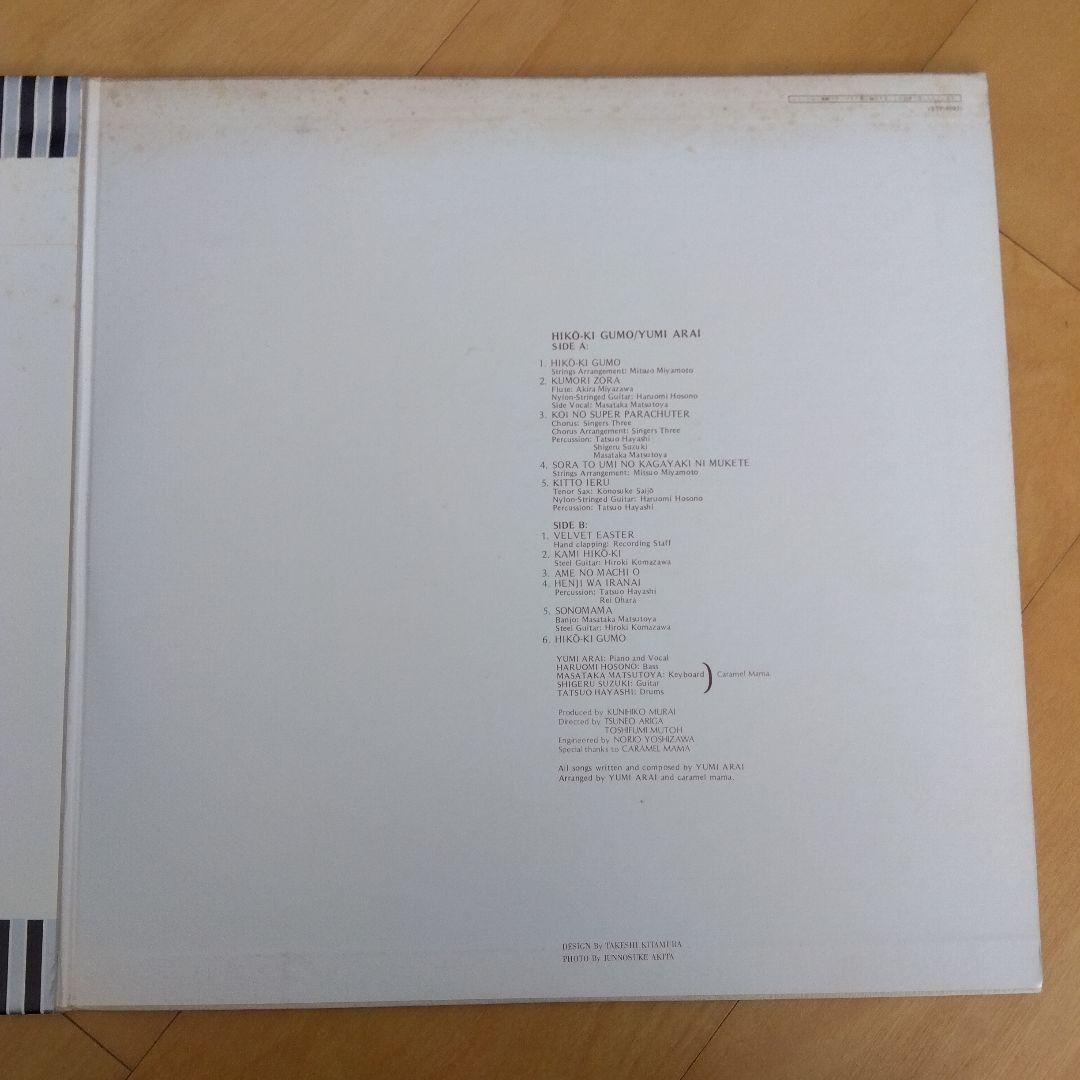 HIKŌ-KI GUMO/YUMI ARAI
SIDE A:
1. HIKŌ-KI GUMO
Strings Arrangement: Mitsuo Miyamoto
2. KUMORI ZORA
Flute: Akira Miyazawa
Nylon-Stringed Guitar: Haruomi Hosono
Side Vocal: Masataka Matsutoya
3. KOI NO SUPER PARACHUTER
Chorus: Singers Three
Chorus Arrangement: Singers Three
Percussion: Tatsuo Hayashi
Shigeru Suzuki
Masataka Matsutoya
4. SORA TO UMI NO KAGAYAKI NI MUKETE
Strings Arrangement: Mitsuo Miyamoto
5. KITTO IERU
Tenor Sax: Konosuke Saijō
Nylon-Stringed Guitar: Haruomi Hosono
Percussion: Tatsuo Hayashi
SIDE B:
1. VELVET EASTER
Hand clapping: Recording Staff
2. KAMI HIKŌ-KI
Steel Guitar: Hiroki Komazawa
3. AME NO MACHI O
4. HENJI WA IRANAI
Percussion: Tatsuo Hayashi
Rei Ohara
5. SONOMAMA
Banjo: Masataka Matsutoya
Steel Guitar: Hiroki Komazawa
6. HIKŌ-KI GUMO
YUMI ARAI: Piano and Vocal
HARUOMI HOSONO: Bass
MASATAKA MATSUTOYA: Keyboard ) Caramel Mama.
SHIGERU SUZUKI: Guitar
TATSUO HAYASHI: Drums
Produced by KUNIHIKO MURAI
Directed by TSUNEO ARIGA
TOSHIFUMI MUTOH
Engineered by NORIO YOSHIZAWA
Special thanks to CARAMEL MAMA
All songs written and composed by YUMI ARAI
Arranged by YUMI ARAI and caramel mama.
DESIGN By TAKESHI KITAMURA
PHOTO By JUNNOSUKE AKITA